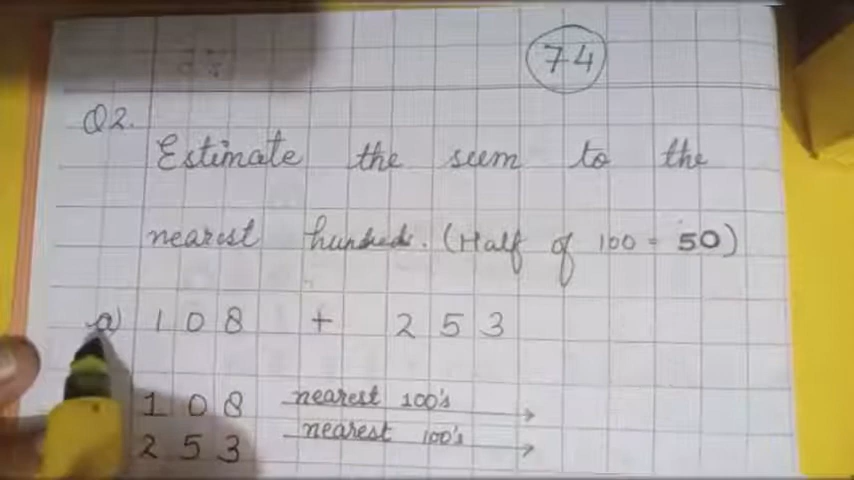 74
Q2.
Estimate the sum to the
nearest hundred. (Half of 100 = 50)
a) 108 + 253
108 nearest 100's →
253 nearest 100's →